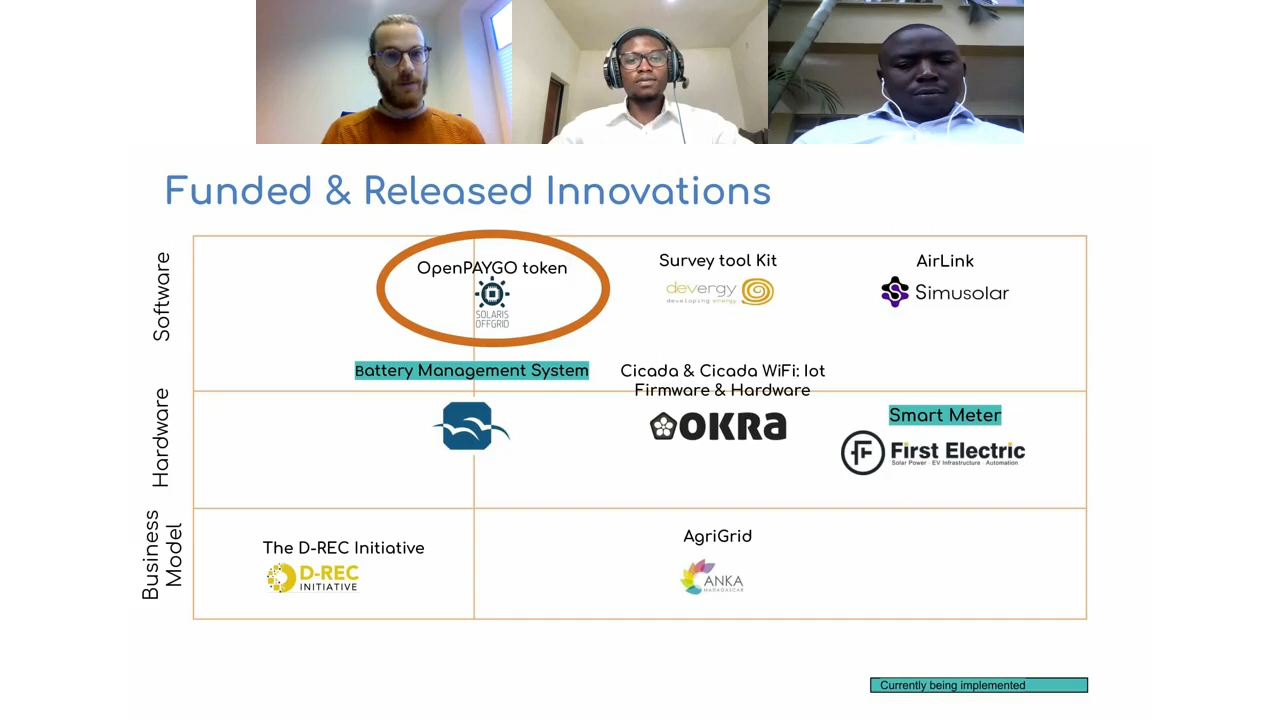 Funded & Released Innovations
Software
OpenPAYGO token
SOLARIS
OFFGRID
Survey tool Kit
devergy
developing energy
AirLink
Simusolar
Hardware
Battery Management System
Cicada & Cicada WiFi: Iot
Firmware & Hardware
OKRa
Smart Meter
First Electric
Solar Power · EV Infrastructure · Automation
Business
Model
The D-REC Initiative
D-REC
INITIATIVE
AgriGrid
ANKA
MADAGASCAR
Currently being implemented